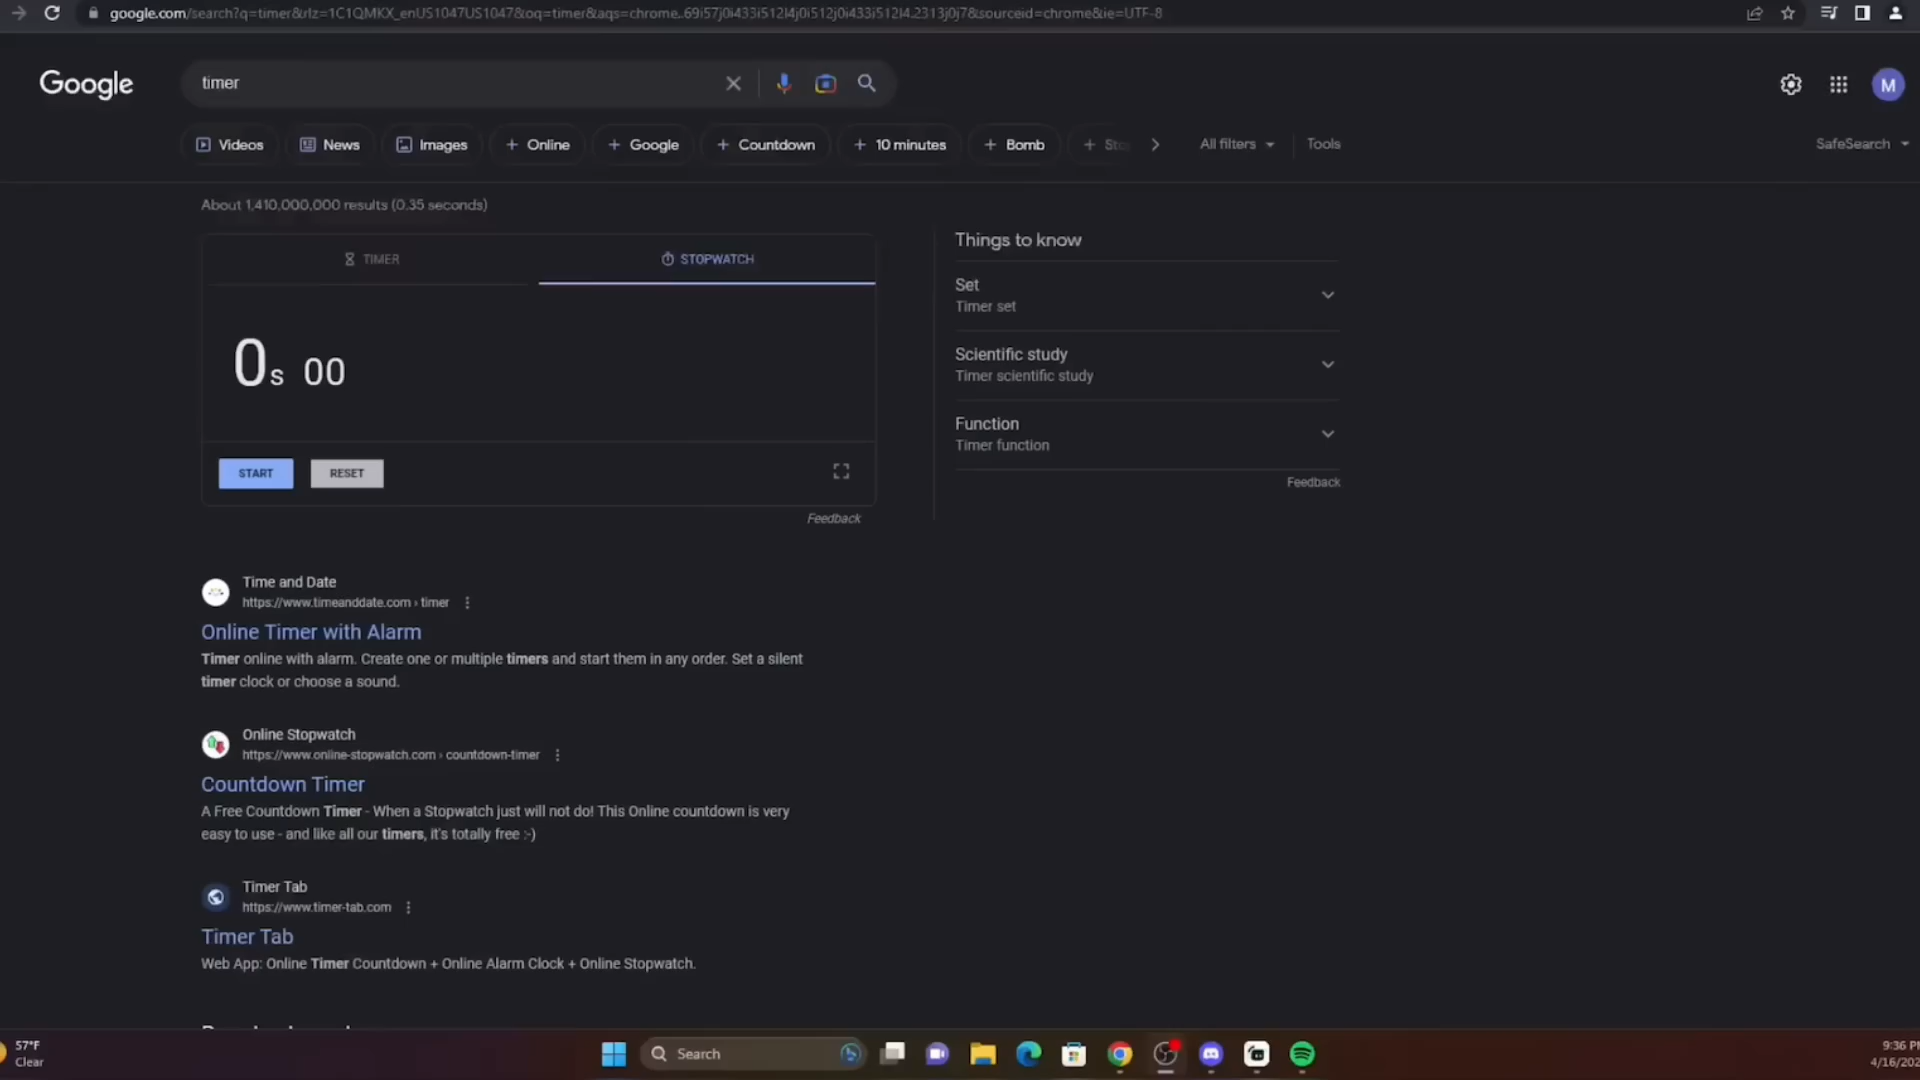 google.com/search?q=timer&rlz=1C1QMKX_enUS1047US1047&oq=timer&aqs=chrome..69i57j0i433i512l4j0i512j0i433i512l4.2313j0j7&sourceid=chrome&ie=UTF-8
Google
timer
M
Videos
News
Images
+ Online
+ Google
+ Countdown
+ 10 minutes
+ Bomb
All filters
Tools
SafeSearch
About 1,410,000,000 results (0.35 seconds)
TIMER
STOPWATCH
0s 00
START
RESET
Feedback
Things to know
Set
Timer set
Scientific study
Timer scientific study
Function
Timer function
Feedback
Time and Date
https://www.timeanddate.com › timer
Online Timer with Alarm
Timer online with alarm. Create one or multiple timers and start them in any order. Set a silent
timer clock or choose a sound.
Online Stopwatch
https://www.online-stopwatch.com › countdown-timer
Countdown Timer
A Free Countdown Timer - When a Stopwatch just will not do! This Online countdown is very
easy to use - and like all our timers, it's totally free :-)
Timer Tab
https://www.timer-tab.com
Timer Tab
Web App: Online Timer Countdown + Online Alarm Clock + Online Stopwatch.
57°F
Clear
Search
9:36 P
4/16/202